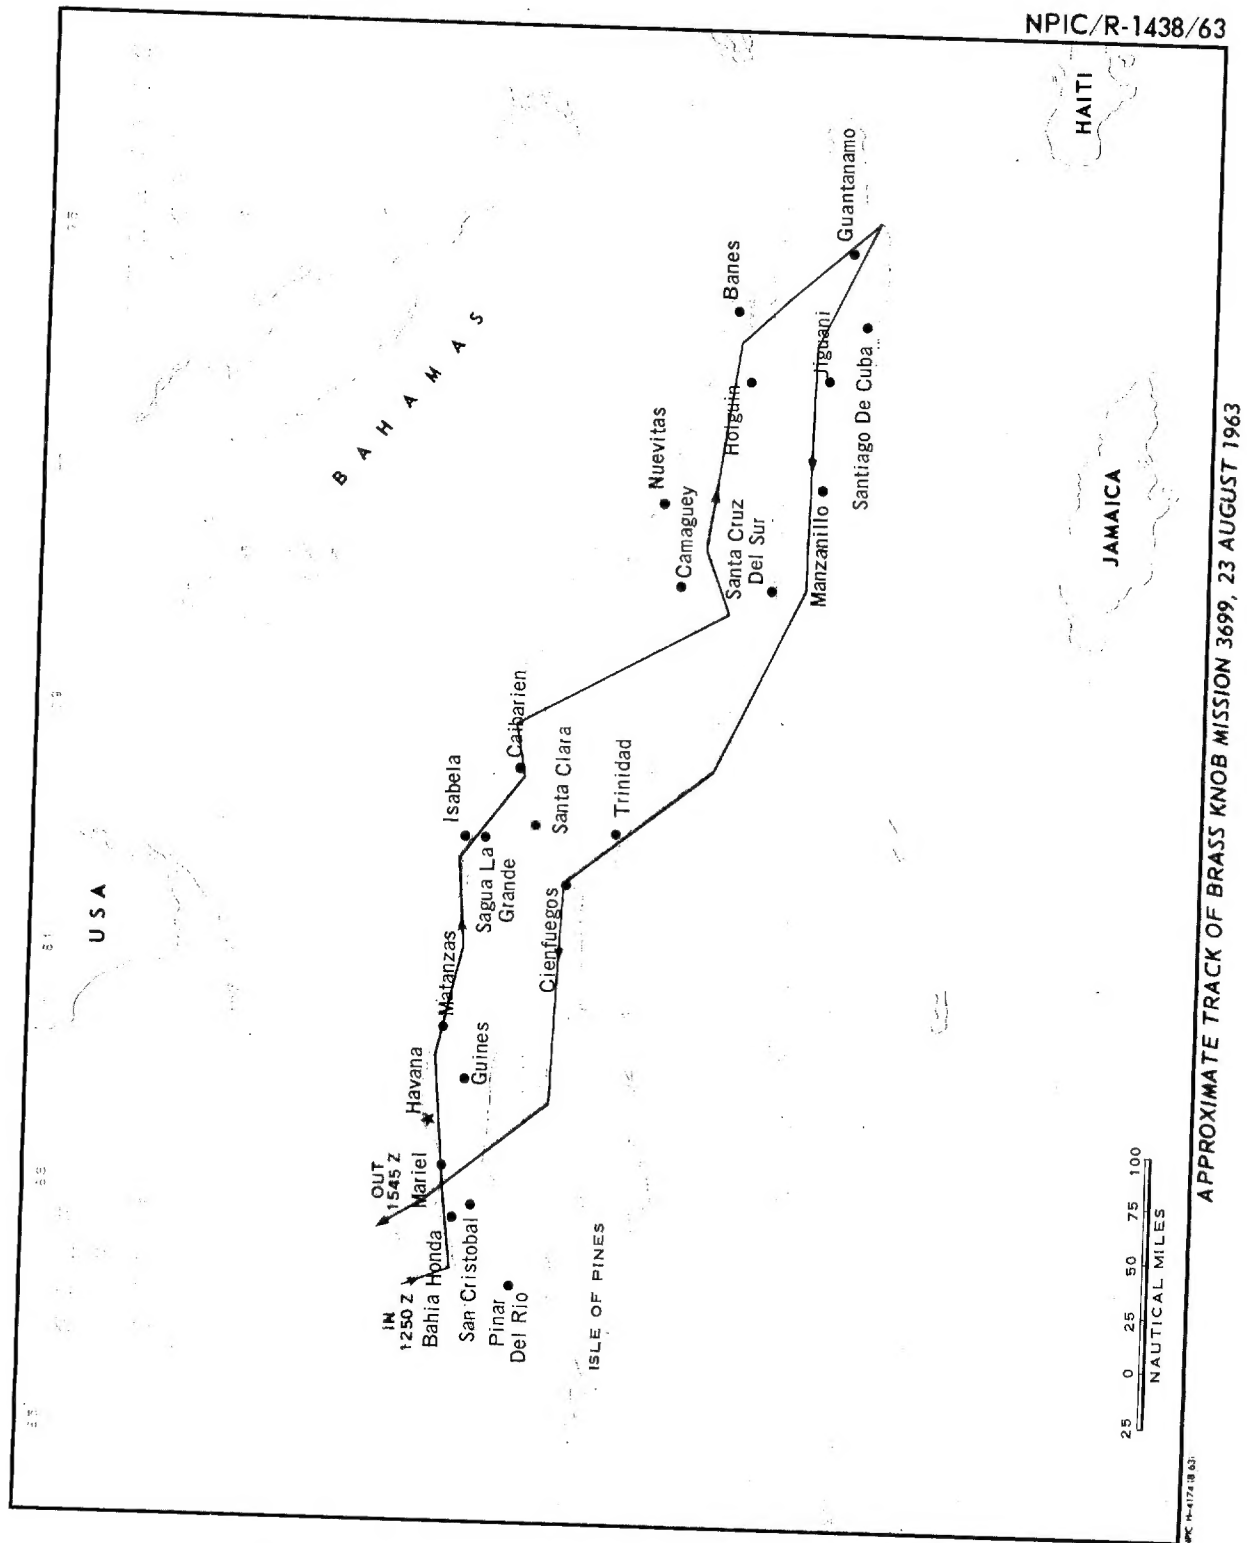 NPIC/R-1438/63
USA
BAHAMAS
HAITI
JAMAICA
ISLE OF PINES
IN
1250 Z
OUT
1545 Z
Bahia Honda
San Cristobal
Pinar
Del Rio
Mariel
Havana
Guines
Matanzas
Isabela
Sagua La
Grande
Caibarien
Santa Clara
Cienfuegos
Trinidad
Nuevitas
Camaguey
Santa Cruz
Del Sur
Holguin
Banes
Manzanillo
Jiguani
Santiago De Cuba
Guantanamo
25 0 25 50 75 100
NAUTICAL MILES
APPROXIMATE TRACK OF BRASS KNOB MISSION 3699, 23 AUGUST 1963